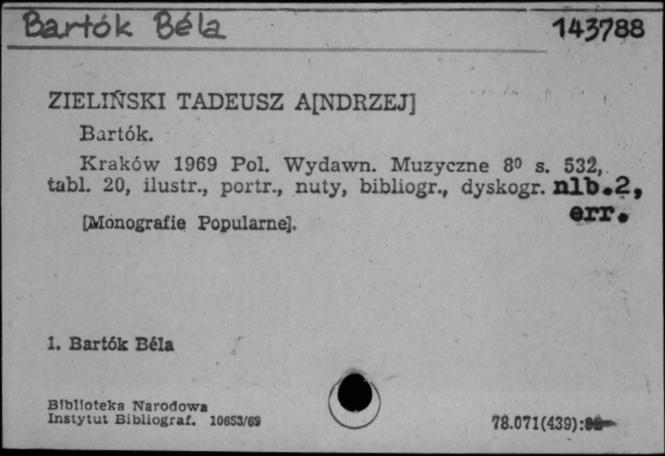 Bartók Béla 143788
ZIELIŃSKI TADEUSZ A[NDRZEJ]
Bartók.
Kraków 1969 Pol. Wydawn. Muzyczne 8⁰ s. 532,
tabl. 20, ilustr., portr., nuty, bibliogr., dyskogr. nlb.2,
err.
[Monografie Popularne].
1. Bartók Béla
Biblioteka Narodowa
Instytut Bibliograf. 10653/69 78.071(439):